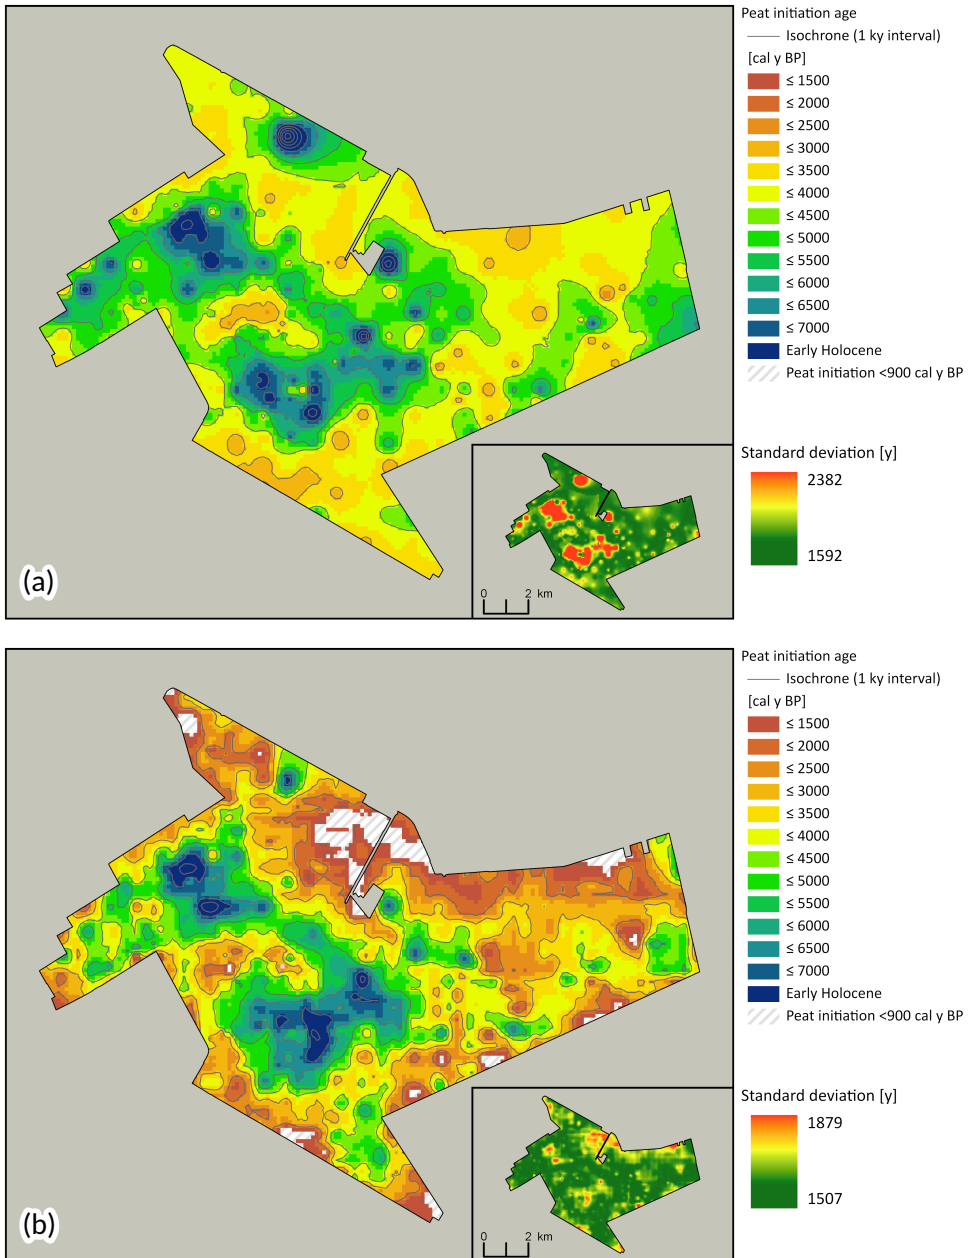 Peat initiation age
Isochrone (1 ky interval)
[cal y BP]
≤ 1500
≤ 2000
≤ 2500
≤ 3000
≤ 3500
≤ 4000
≤ 4500
≤ 5000
≤ 5500
≤ 6000
≤ 6500
≤ 7000
Early Holocene
Peat initiation <900 cal y BP
Standard deviation [y]
2382
1592
0 2 km
(a)
Peat initiation age
Isochrone (1 ky interval)
[cal y BP]
≤ 1500
≤ 2000
≤ 2500
≤ 3000
≤ 3500
≤ 4000
≤ 4500
≤ 5000
≤ 5500
≤ 6000
≤ 6500
≤ 7000
Early Holocene
Peat initiation <900 cal y BP
Standard deviation [y]
1879
1507
0 2 km
(b)